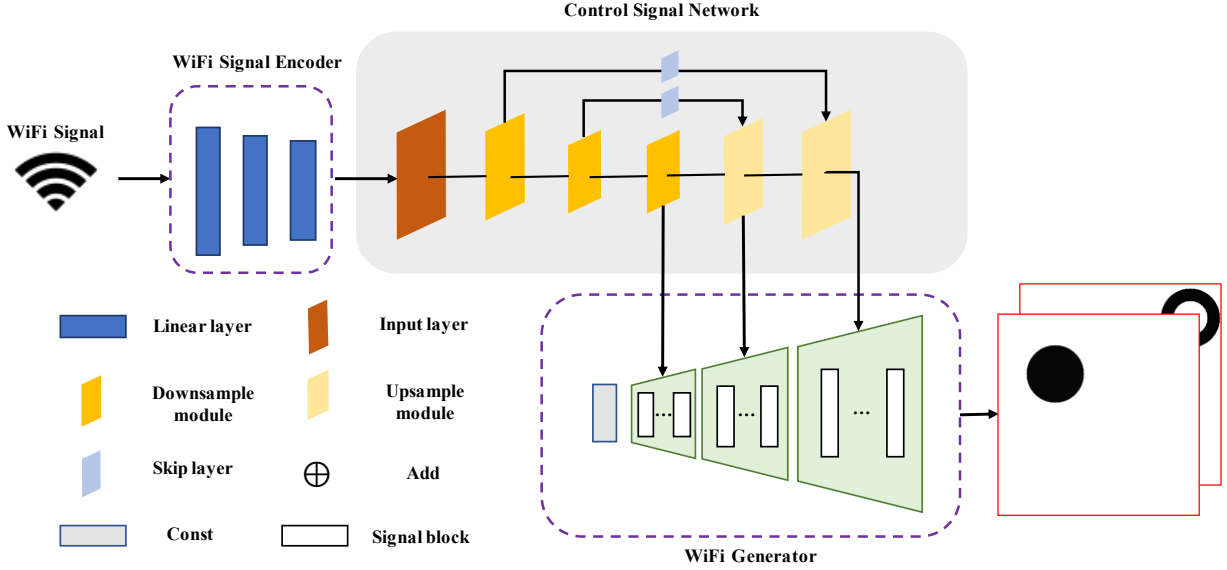 Control Signal Network
WiFi Signal Encoder
WiFi Signal
Linear layer
Input layer
Downsample
module
Upsample
module
Skip layer
Add
Const
Signal block
...
...
...
WiFi Generator